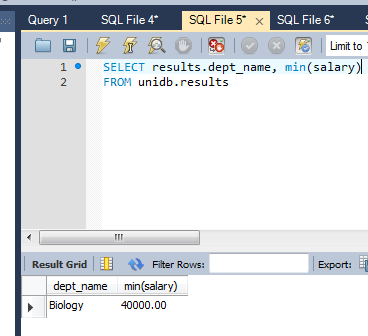 Query 1 SQL File 4* SQL File 5* SQL File 6*
Limit to
1 SELECT results.dept_name, min(salary)
2 FROM unidb.results
Result Grid Filter Rows: Export:
dept_name min(salary)
Biology 40000.00